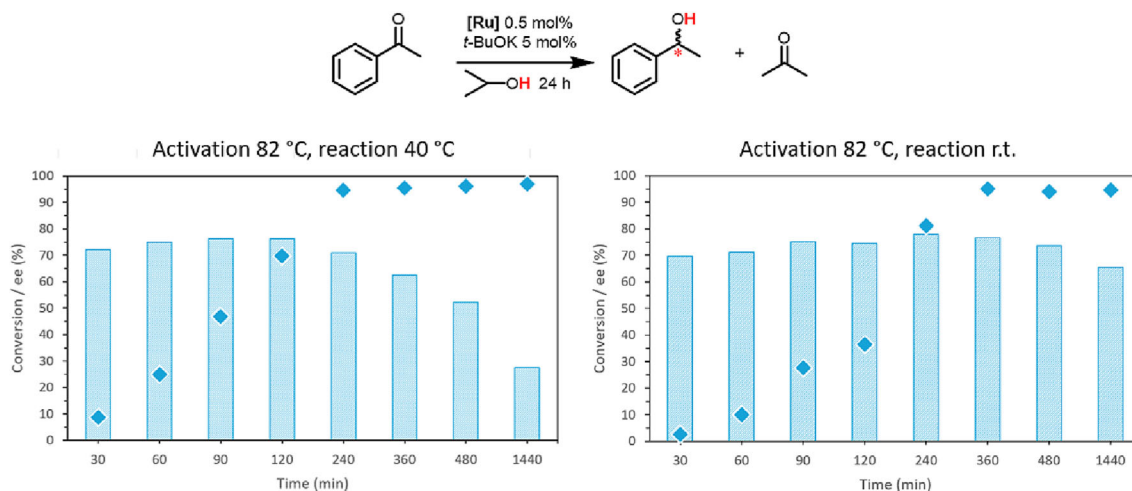 O
[Ru] 0.5 mol%
t-BuOK 5 mol%
OH 24 h
OH
*
+
O
Activation 82 °C, reaction 40 °C
Conversion / ee (%)
100
90
80
70
60
50
40
30
20
10
0
30 60 90 120 240 360 480 1440
Time (min)
Activation 82 °C, reaction r.t.
Conversion / ee (%)
100
90
80
70
60
50
40
30
20
10
0
30 60 90 120 240 360 480 1440
Time (min)